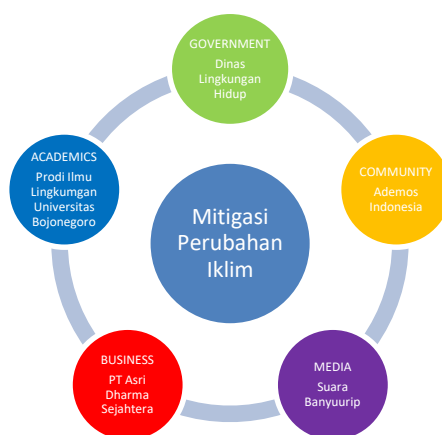 GOVERNMENT
Dinas
Lingkungan
Hidup
ACADEMICS
Prodi Ilmu
Lingkumgan
Universitas
Bojonegoro
COMMUNITY
Ademos
Indonesia
Mitigasi
Perubahan
Iklim
BUSINESS
PT Asri
Dharma
Sejahtera
MEDIA
Suara
Banyuurip